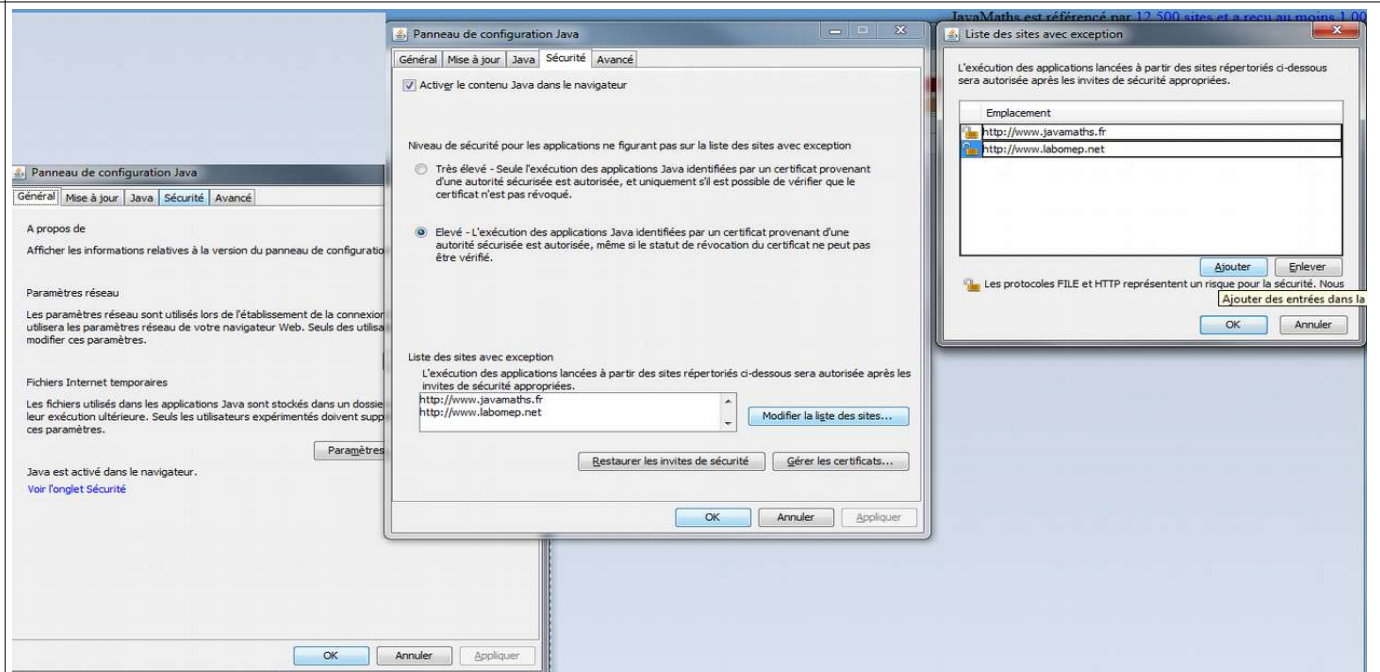 JavaMaths est référencé par 12 500 sites et a reçu au moins 1 00
Panneau de configuration Java
Général Mise à jour Java Sécurité Avancé
A propos de
Afficher les informations relatives à la version du panneau de configuratio
Paramètres réseau
Les paramètres réseau sont utilisés lors de l'établissement de la connexior
utilisera les paramètres réseau de votre navigateur Web. Seuls des utilisa
modifier ces paramètres.
Fichiers Internet temporaires
Les fichiers utilisés dans les applications Java sont stockés dans un dossie
leur exécution ultérieure. Seuls les utilisateurs expérimentés doivent supp
ces paramètres.
Paramètres
Java est activé dans le navigateur.
Voir l'onglet Sécurité
OK Annuler Appliquer
Panneau de configuration Java
Général Mise à jour Java Sécurité Avancé
Activer le contenu Java dans le navigateur
Niveau de sécurité pour les applications ne figurant pas sur la liste des sites avec exception
Très élevé - Seule l'exécution des applications Java identifiées par un certificat provenant
d'une autorité sécurisée est autorisée, et uniquement s'il est possible de vérifier que le
certificat n'est pas révoqué.
Elevé - L'exécution des applications Java identifiées par un certificat provenant d'une
autorité sécurisée est autorisée, même si le statut de révocation du certificat ne peut pas
être vérifié.
Liste des sites avec exception
L'exécution des applications lancées à partir des sites répertoriés ci-dessous sera autorisée après les
invites de sécurité appropriées.
http://www.javamaths.fr
http://www.labomep.net
Modifier la liste des sites...
Restaurer les invites de sécurité Gérer les certificats...
OK Annuler Appliquer
Liste des sites avec exception
L'exécution des applications lancées à partir des sites répertoriés ci-dessous
sera autorisée après les invites de sécurité appropriées.
Emplacement
http://www.javamaths.fr
http://www.labomep.net
Ajouter Enlever
Les protocoles FILE et HTTP représentent un risque pour la sécurité. Nous
Ajouter des entrées dans la
OK Annuler